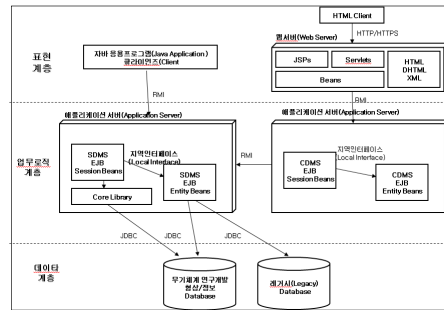 HTML Client
HTTP/HTTPS
표현
계층
자바 응용프로그램(Java Application)
클라이언츠(Client
웹서버(Web Server)
JSPs
Servlets
HTML
DHTML
XML
Beans
RMI
RMI
애플리케이션 서버(Application Server)
애플리케이션 서버(Application Server)
업무로직
계층
지역인터페이스
(Local Interface)
SDMS
EJB
Session Beans
SDMS
EJB
Entity Beans
Core Library
RMI
지역인터페이스
(Local Interface)
CDMS
EJB
Session Beans
CDMS
EJB
Entity Beans
JDBC
JDBC
JDBC
데이타
계층
무기체계 연구개발
형상/정보
Database
레거시(Legacy)
Database